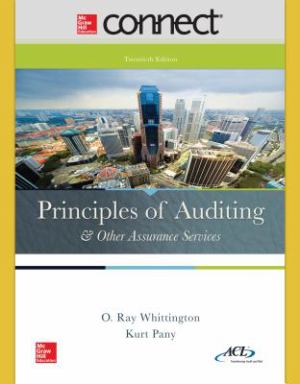 Mc
Graw
Hill
Education
connect
Twentieth Edition
Principles of Auditing
& Other Assurance Services
O. Ray Whittington
Kurt Pany
Mc
Graw
Hill
Education
ACL